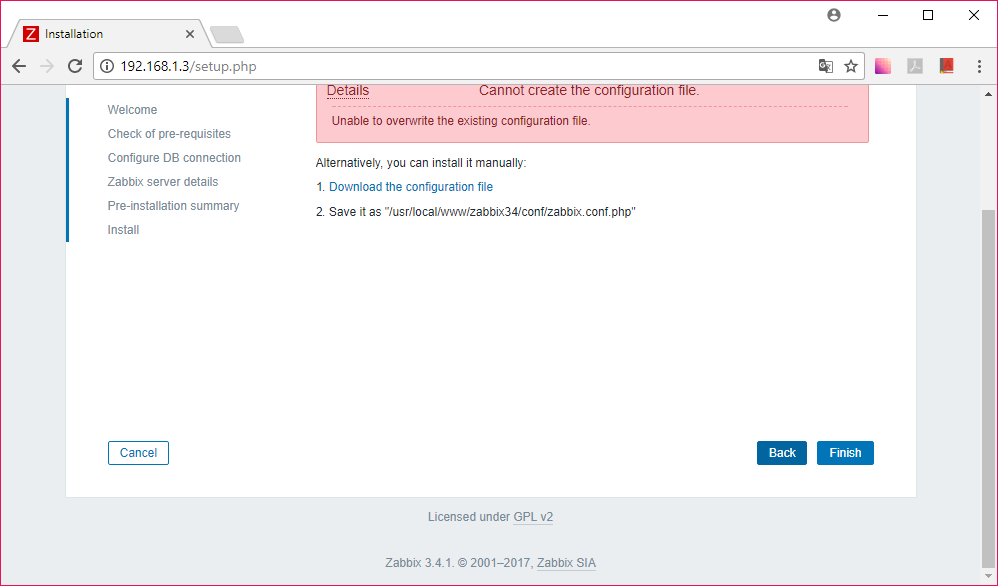 Installation
192.168.1.3/setup.php
Details Cannot create the configuration file.
Unable to overwrite the existing configuration file.
Welcome
Check of pre-requisites
Configure DB connection
Zabbix server details
Pre-installation summary
Install
Alternatively, you can install it manually:
1. Download the configuration file
2. Save it as "/usr/local/www/zabbix34/conf/zabbix.conf.php"
Cancel Back Finish
Licensed under GPL v2
Zabbix 3.4.1. © 2001–2017, Zabbix SIA